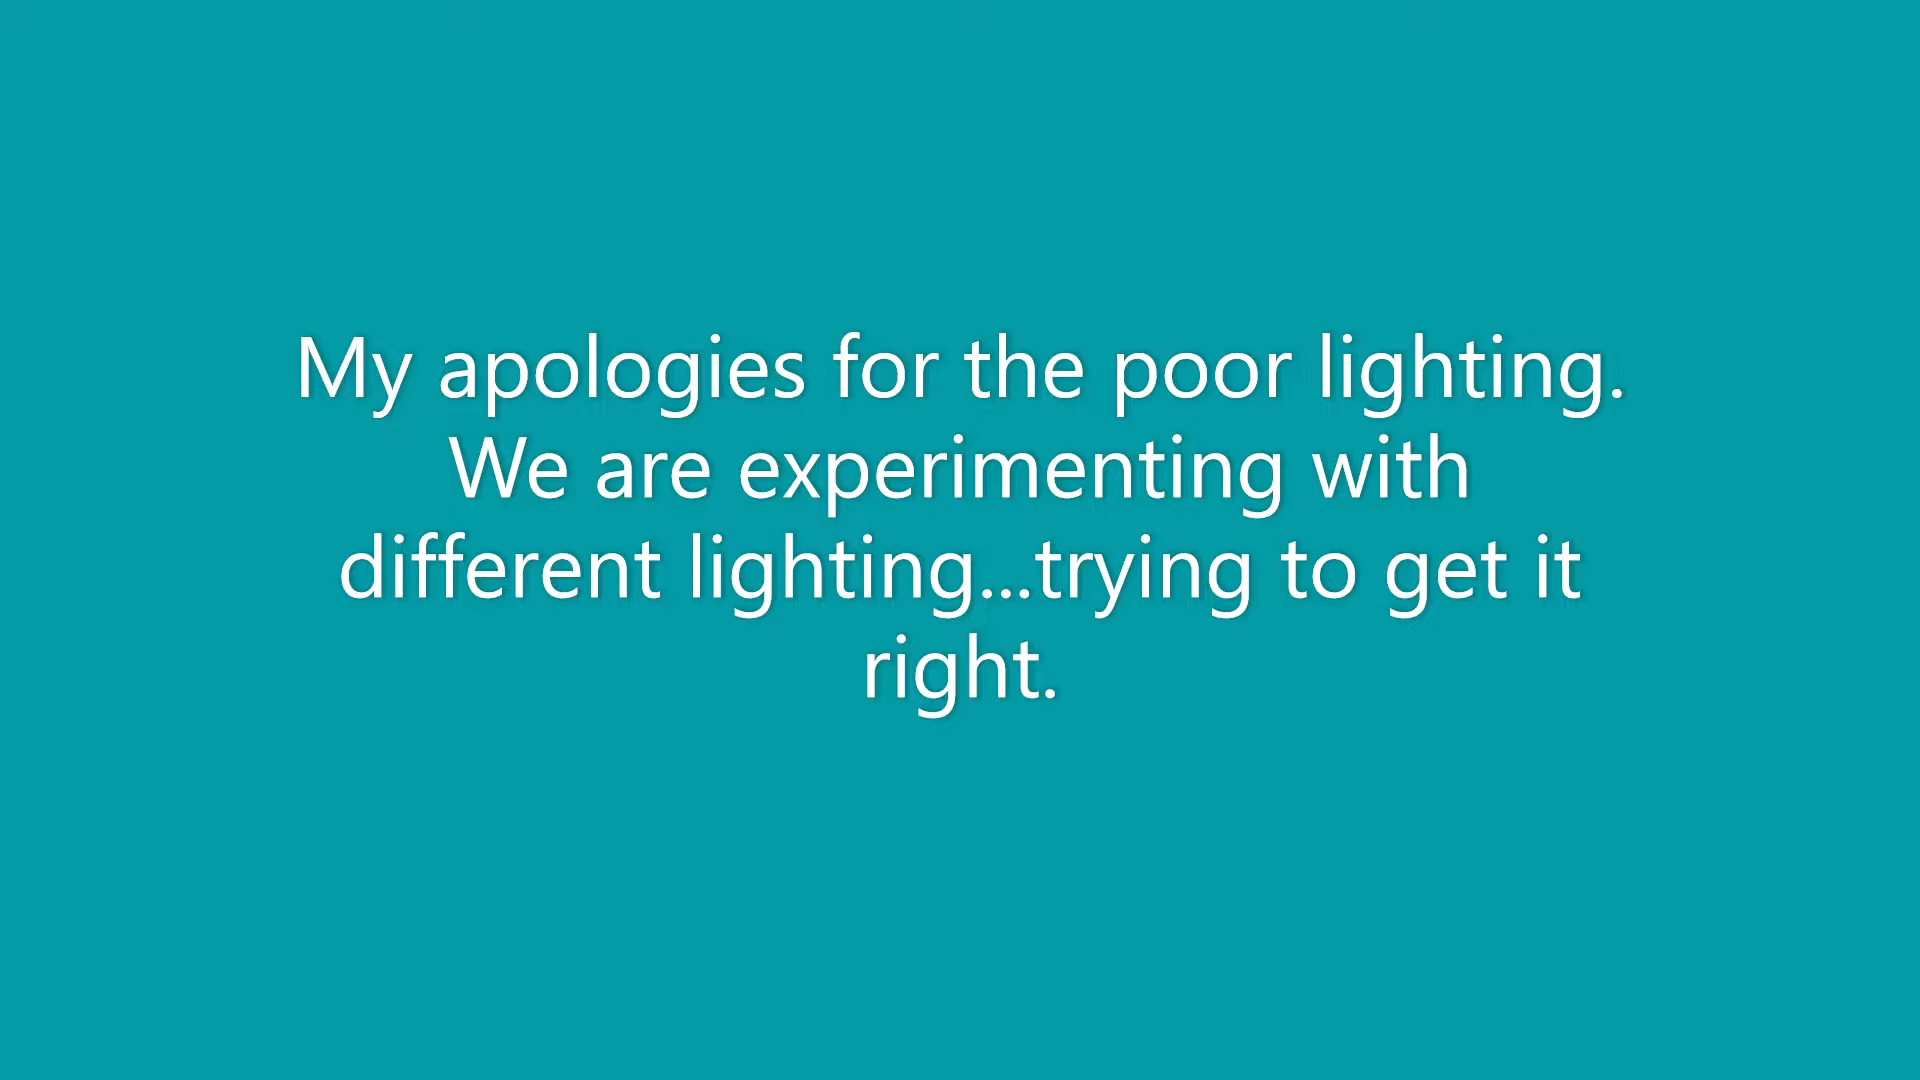 My apologies for the poor lighting.
We are experimenting with
different lighting...trying to get it
right.